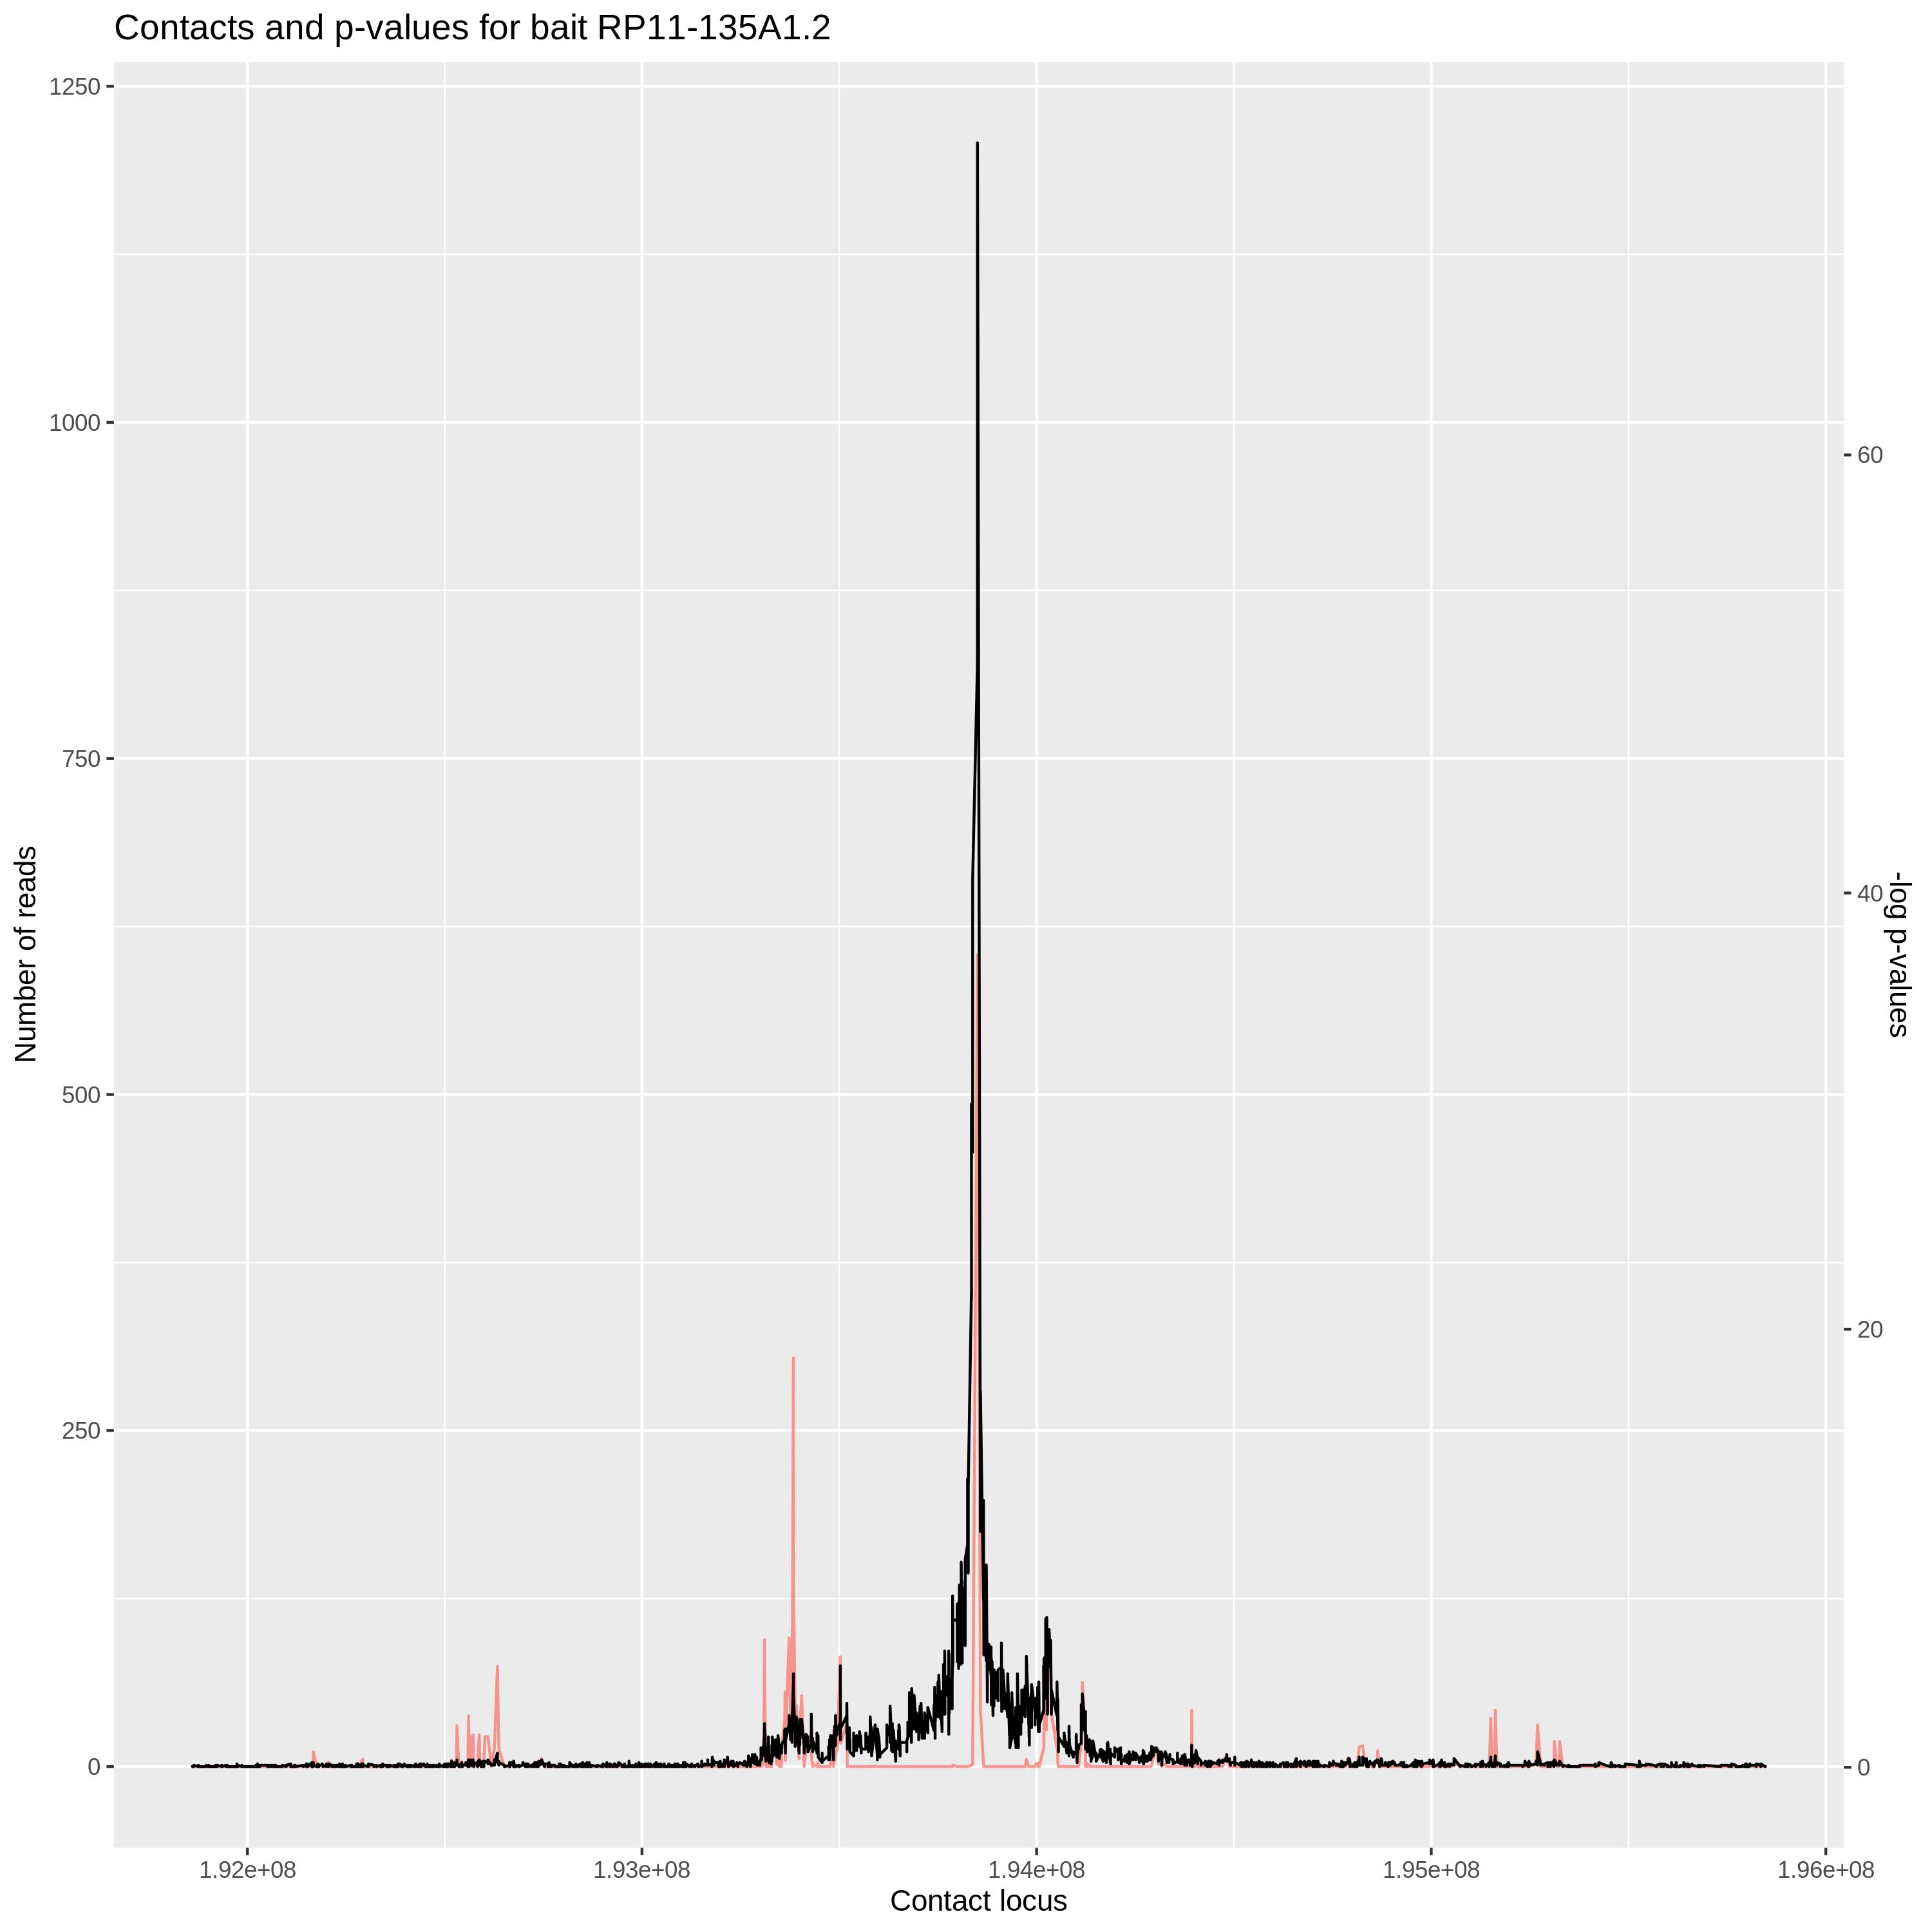 Contacts and p-values for bait RP11-135A1.2
1250
1000
750
500
250
0
Number of reads
60
40
20
0
-log p-values
1.92e+08
1.93e+08
1.94e+08
1.95e+08
1.96e+08
Contact locus